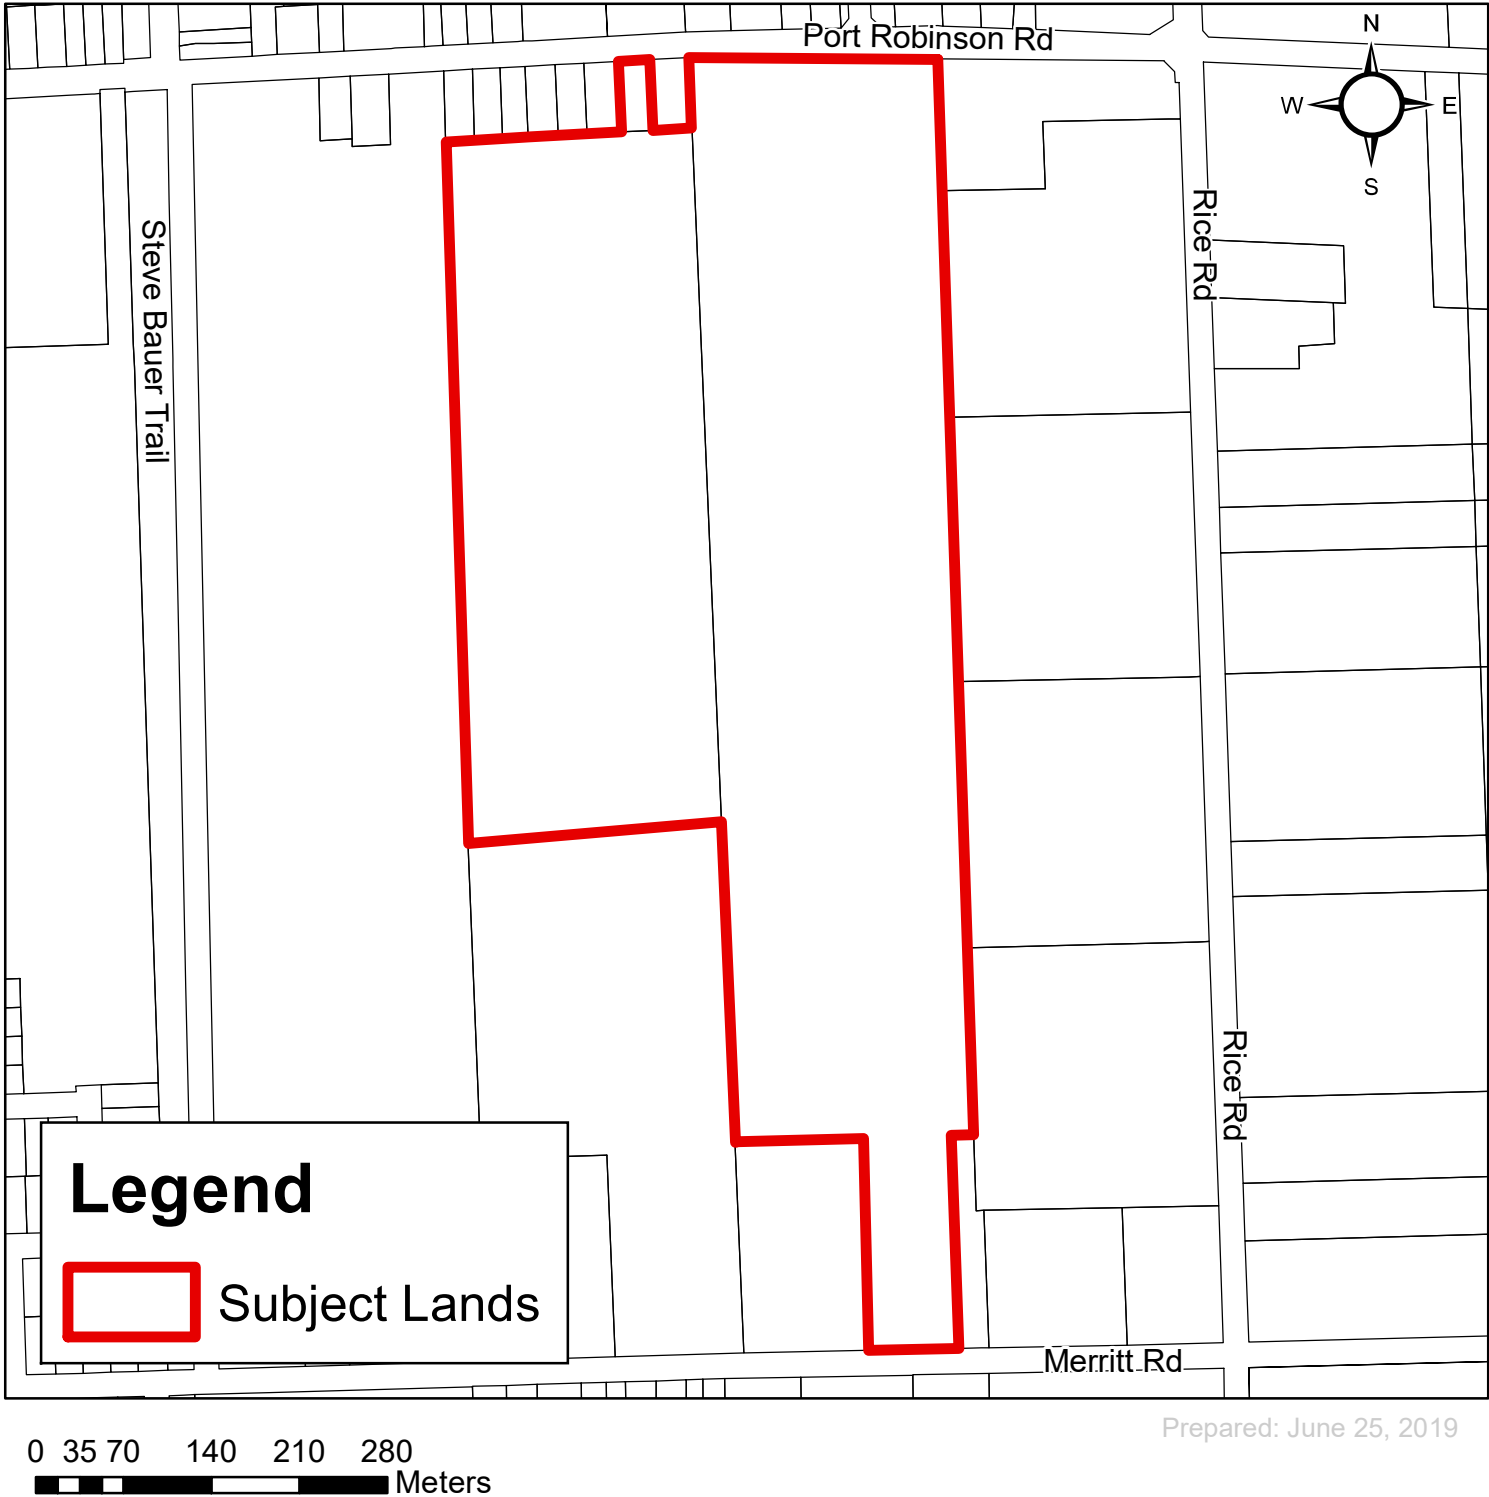 Port Robinson Rd
N
W
E
S
Steve Bauer Trail
Rice Rd
Rice Rd
Legend
Subject Lands
Merritt Rd
Prepared: June 25, 2019
0 35 70 140 210 280
Meters